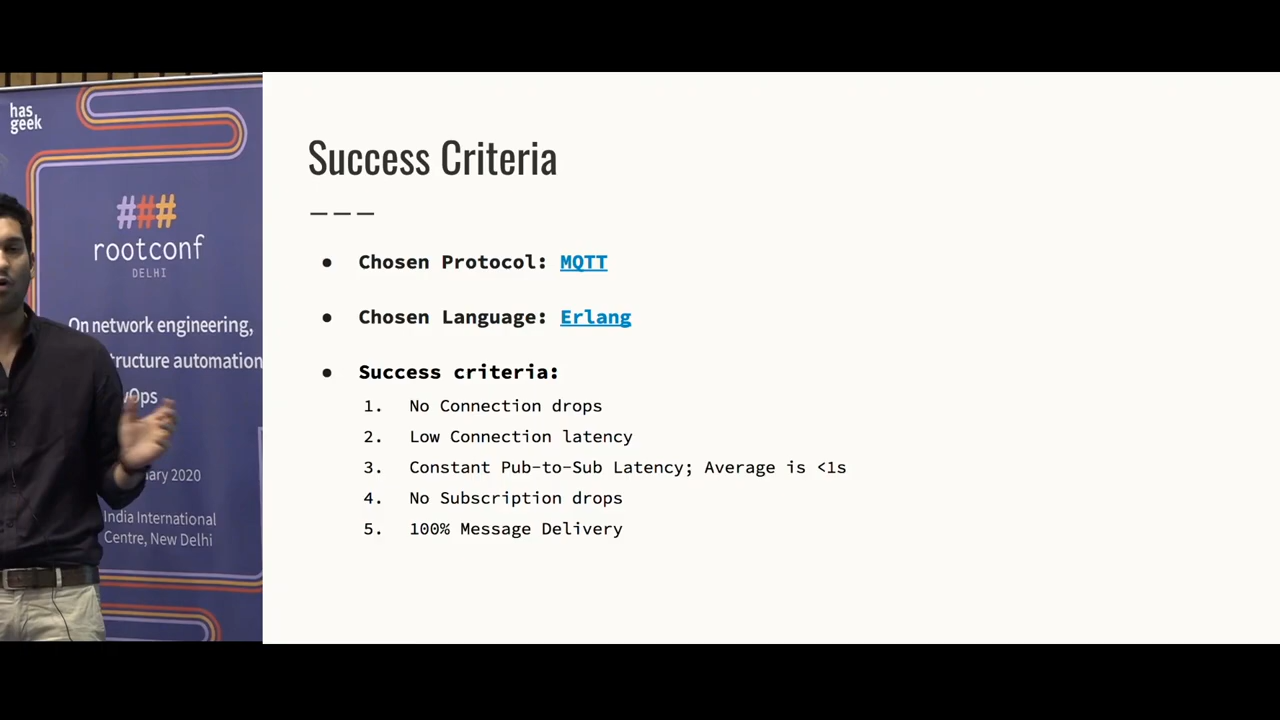 has
geek
###
rootconf
DELHI
On network engineering,
tructure automation
Ops
ary 2020
India International
Centre, New Delhi
Success Criteria
● Chosen Protocol: MQTT
● Chosen Language: Erlang
● Success criteria:
1. No Connection drops
2. Low Connection latency
3. Constant Pub-to-Sub Latency; Average is <1s
4. No Subscription drops
5. 100% Message Delivery